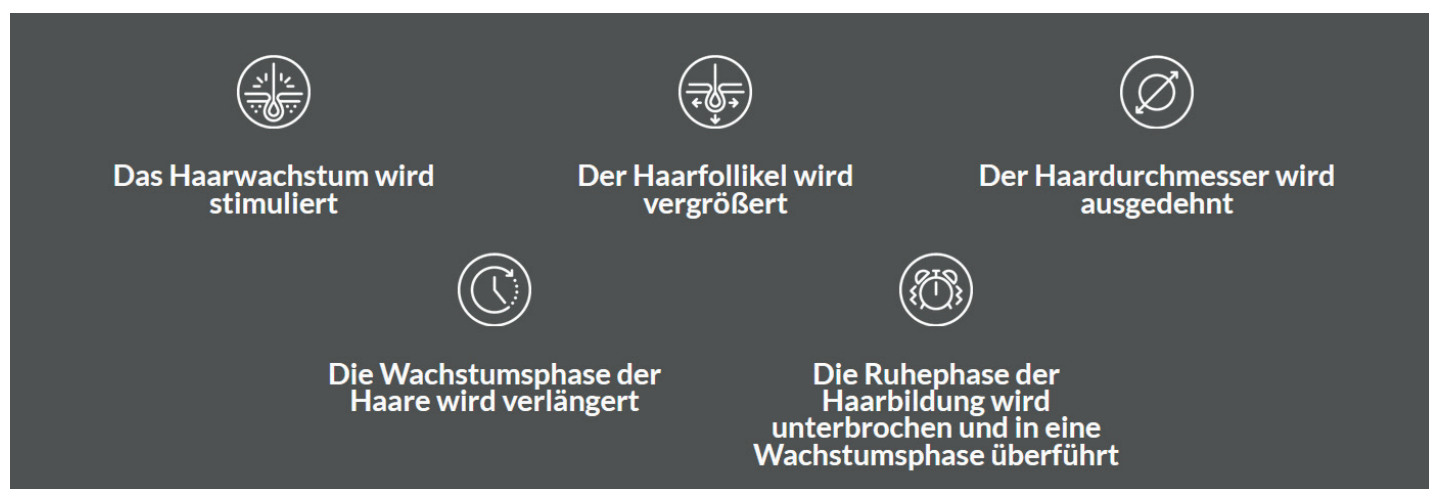 Das Haarwachstum wird
stimuliert
Der Haarfollikel wird
vergrößert
Der Haardurchmesser wird
ausgedehnt
Die Wachstumsphase der
Haare wird verlängert
Die Ruhephase der
Haarbildung wird
unterbrochen und in eine
Wachstumsphase überführt